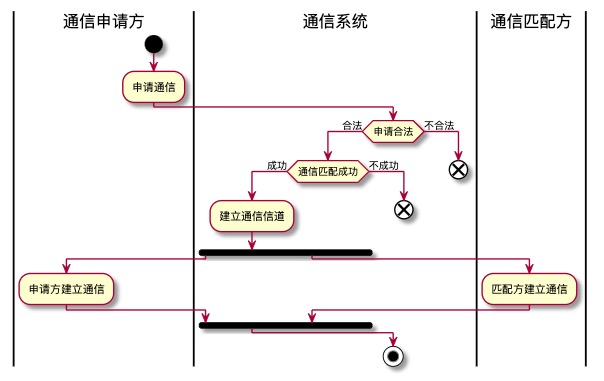 通信申请方 通信系统 通信匹配方
申请通信
合法 申请合法 不合法
成功 通信匹配成功 不成功
建立通信信道
申请方建立通信 匹配方建立通信